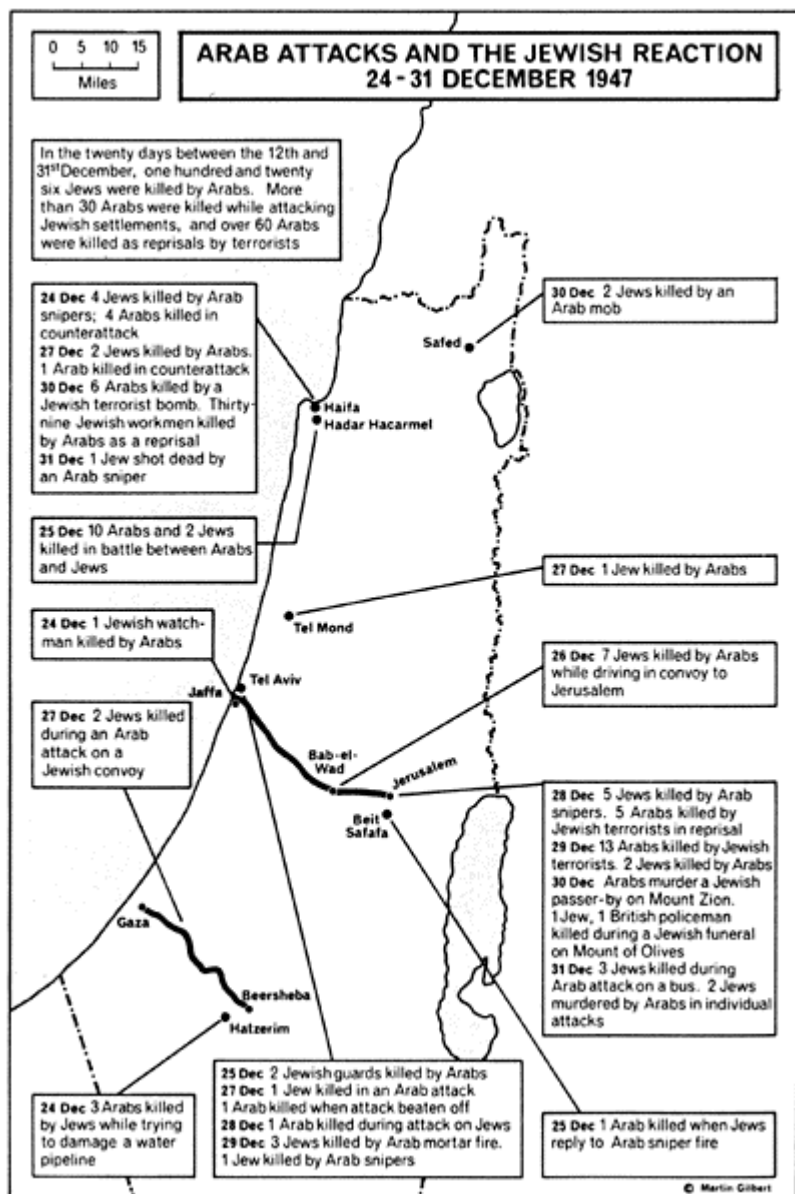 0 5 10 15
Miles
ARAB ATTACKS AND THE JEWISH REACTION
24-31 DECEMBER 1947
In the twenty days between the 12th and
31st December, one hundred and twenty
six Jews were killed by Arabs. More
than 30 Arabs were killed while attacking
Jewish settlements, and over 60 Arabs
were killed as reprisals by terrorists
24 Dec 4 Jews killed by Arab
snipers; 4 Arabs killed in
counterattack
27 Dec 2 Jews killed by Arabs.
1 Arab killed in counterattack
30 Dec 6 Arabs killed by a
Jewish terrorist bomb. Thirty-
nine Jewish workmen killed
by Arabs as a reprisal
31 Dec 1 Jew shot dead by
an Arab sniper
30 Dec 2 Jews killed by an
Arab mob
Safed
Haifa
Hadar Hacarmel
25 Dec 10 Arabs and 2 Jews
killed in battle between Arabs
and Jews
27 Dec 1 Jew killed by Arabs
24 Dec 1 Jewish watch-
man killed by Arabs
Tel Mond
26 Dec 7 Jews killed by Arabs
while driving in convoy to
Jerusalem
Tel Aviv
Jaffa
27 Dec 2 Jews killed
during an Arab
attack on a
Jewish convoy
Bab-el-
Wad
Jerusalem
Beit
Safafa
28 Dec 5 Jews killed by Arab
snipers. 5 Arabs killed by
Jewish terrorists in reprisal
29 Dec 13 Arabs killed by Jewish
terrorists. 2 Jews killed by Arabs
30 Dec Arabs murder a Jewish
passer-by on Mount Zion.
1 Jew, 1 British policeman
killed during a Jewish funeral
on Mount of Olives
31 Dec 3 Jews killed during
Arab attack on a bus. 2 Jews
murdered by Arabs in individual
attacks
Gaza
Beersheba
Hatzerim
24 Dec 3 Arabs killed
by Jews while trying
to damage a water
pipeline
25 Dec 2 Jewish guards killed by Arabs
27 Dec 1 Jew killed in an Arab attack
1 Arab killed when attack beaten off
28 Dec 1 Arab killed during attack on Jews
29 Dec 3 Jews killed by Arab mortar fire.
1 Jew killed by Arab snipers
25 Dec 1 Arab killed when Jews
reply to Arab sniper fire
© Martin Gilbert